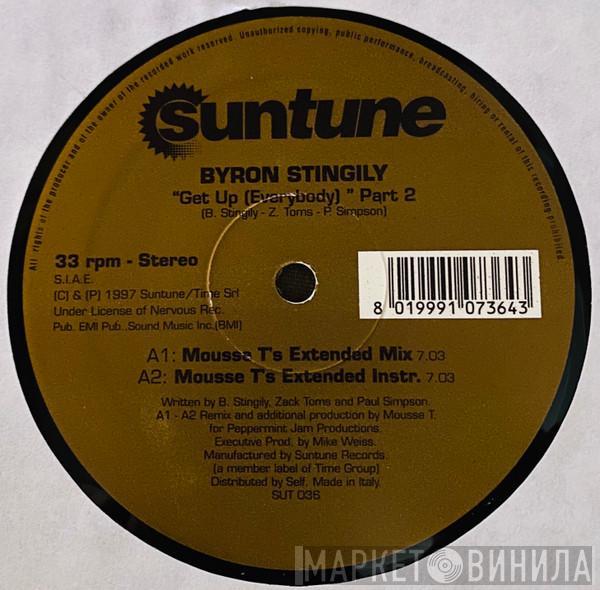 All rights of the producer and of the owner of the recorded work reserved. Unauthorized copying, public performance, broadcasting, hiring or rental of this recording prohibited.
suntune
BYRON STINGILY
“Get Up (Everybody) ” Part 2
(B. Stingily - Z. Toms - P. Simpson)
33 rpm - Stereo
S.I.A.E.
(C) & (P) 1997 Suntune/Time Srl
Under License of Nervous Rec.
Pub. EMI Pub., Sound Music Inc.(BMI)
8 019991 073643
A1: Mousse T's Extended Mix 7.03
A2: Mousse T's Extended Instr. 7.03
Written by B. Stingily, Zack Toms and Paul Simpson.
A1 - A2 Remix and additional production by Mousse T.
for Peppermint Jam Productions.
Executive Prod. by Mike Weiss.
Manufactured by Suntune Records.
(a member label of Time Group)
Distributed by Self. Made in Italy.
SUT 036
МАРКЕТ ВИНИЛА